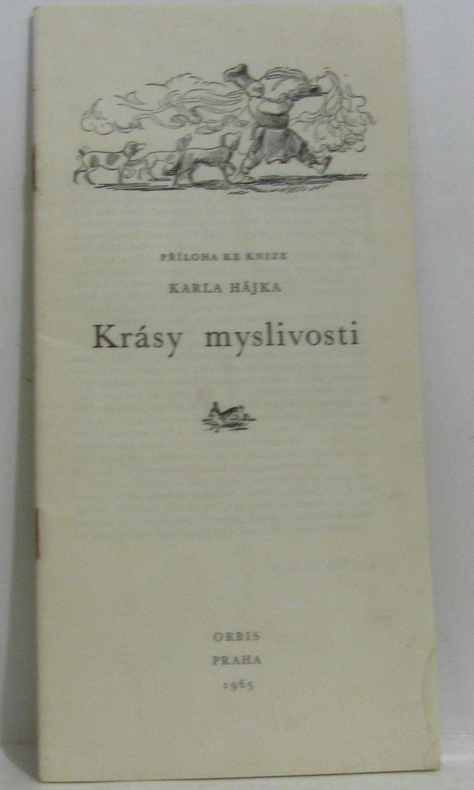 PŘÍLOHA KE KNIZE
KARLA HÁJKA
Krásy myslivosti
ORBIS
PRAHA
1965